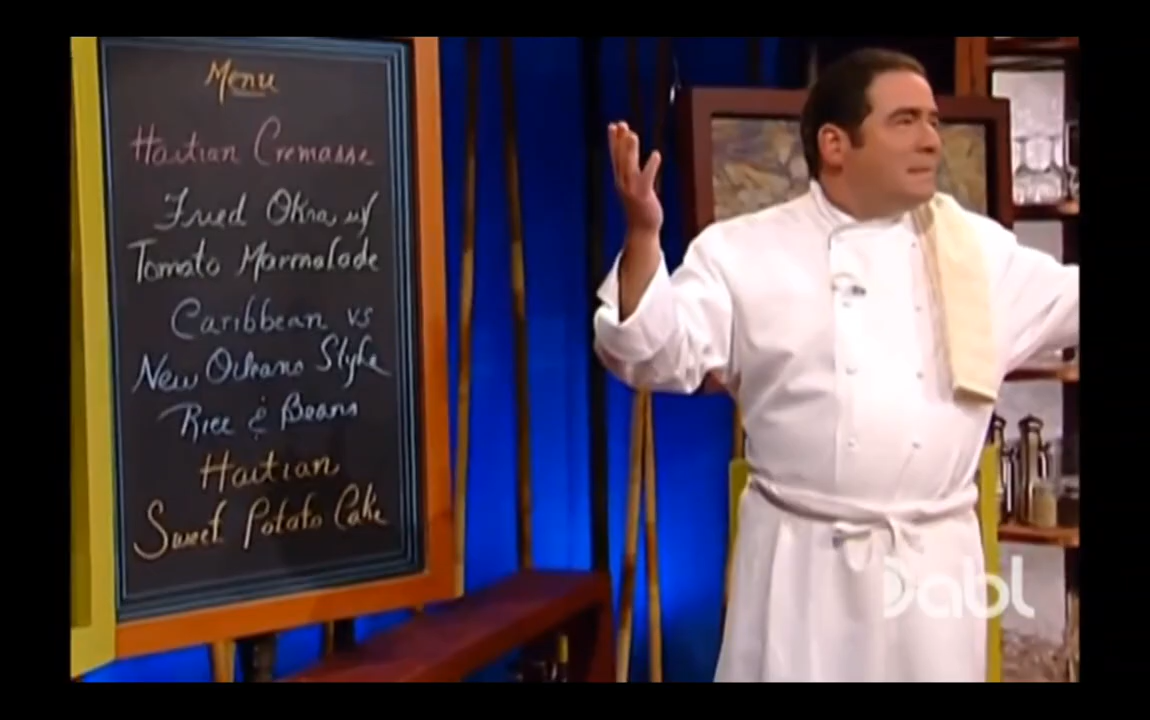 Menu
Haitian Cremasse
Fried Okra w/
Tomato Marmalade
Caribbean vs
New Orleans Style
Rice & Beans
Haitian
Sweet Potato Cake
Dabl